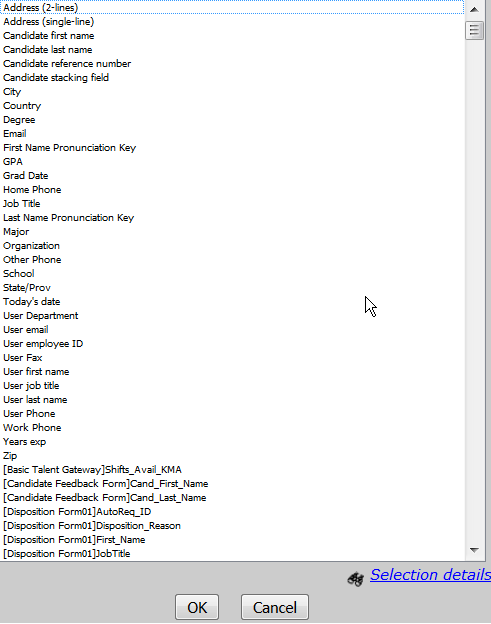 Address (2-lines)
Address (single-line)
Candidate first name
Candidate last name
Candidate reference number
Candidate stacking field
City
Country
Degree
Email
First Name Pronunciation Key
GPA
Grad Date
Home Phone
Job Title
Last Name Pronunciation Key
Major
Organization
Other Phone
School
State/Prov
Today's date
User Department
User email
User employee ID
User Fax
User first name
User job title
User last name
User Phone
Work Phone
Years exp
Zip
[Basic Talent Gateway]Shifts_Avail_KMA
[Candidate Feedback Form]Cand_First_Name
[Candidate Feedback Form]Cand_Last_Name
[Disposition Form01]AutoReq_ID
[Disposition Form01]Disposition_Reason
[Disposition Form01]First_Name
[Disposition Form01]JobTitle
Selection details
OK Cancel